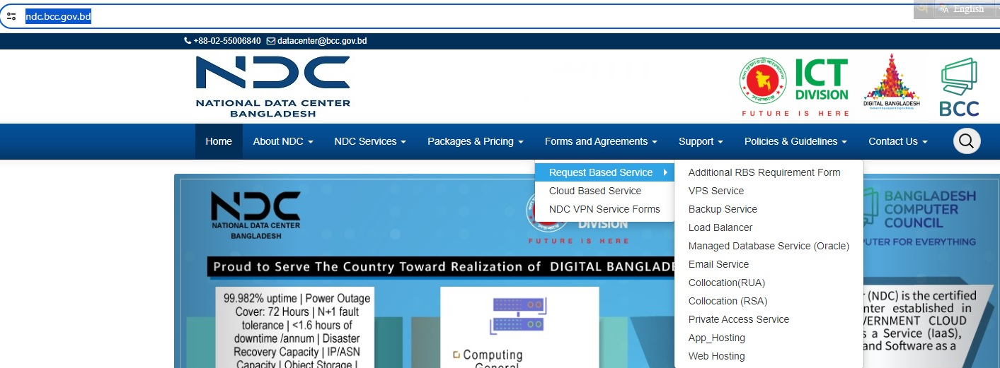 ndc.bcc.gov.bd
English
+88-02-55006840 datacenter@bcc.gov.bd
NDC
NATIONAL DATA CENTER
BANGLADESH
ICT
DIVISION
FUTURE IS HERE
DIGITAL BANGLADESH
BCC
Home About NDC NDC Services Packages & Pricing Forms and Agreements Support Policies & Guidelines Contact Us
Request Based Service
Cloud Based Service
NDC VPN Service Forms
Additional RBS Requirement Form
VPS Service
Backup Service
Load Balancer
Managed Database Service (Oracle)
Email Service
Collocation(RUA)
Collocation (RSA)
Private Access Service
App_Hosting
Web Hosting
NDC
NATIONAL DATA CENTER
BANGLADESH
DIVISION
FUTURE IS HERE
BANGLADESH
COMPUTER
COUNCIL
UTER FOR EVERYTHING
Proud to Serve The Country Toward Realization of DIGITAL BANGLADE
99.982% uptime | Power Outage
Cover: 72 Hours | N+1 fault
tolerance | <1.6 hours of
downtime /annum | Disaster
Recovery Capacity | IP/ASN
Capacity | Object Storage |
Computing
General
(NDC) is the certified
nter established in
VERNMENT CLOUD
s a Service (IaaS),
and Software as a